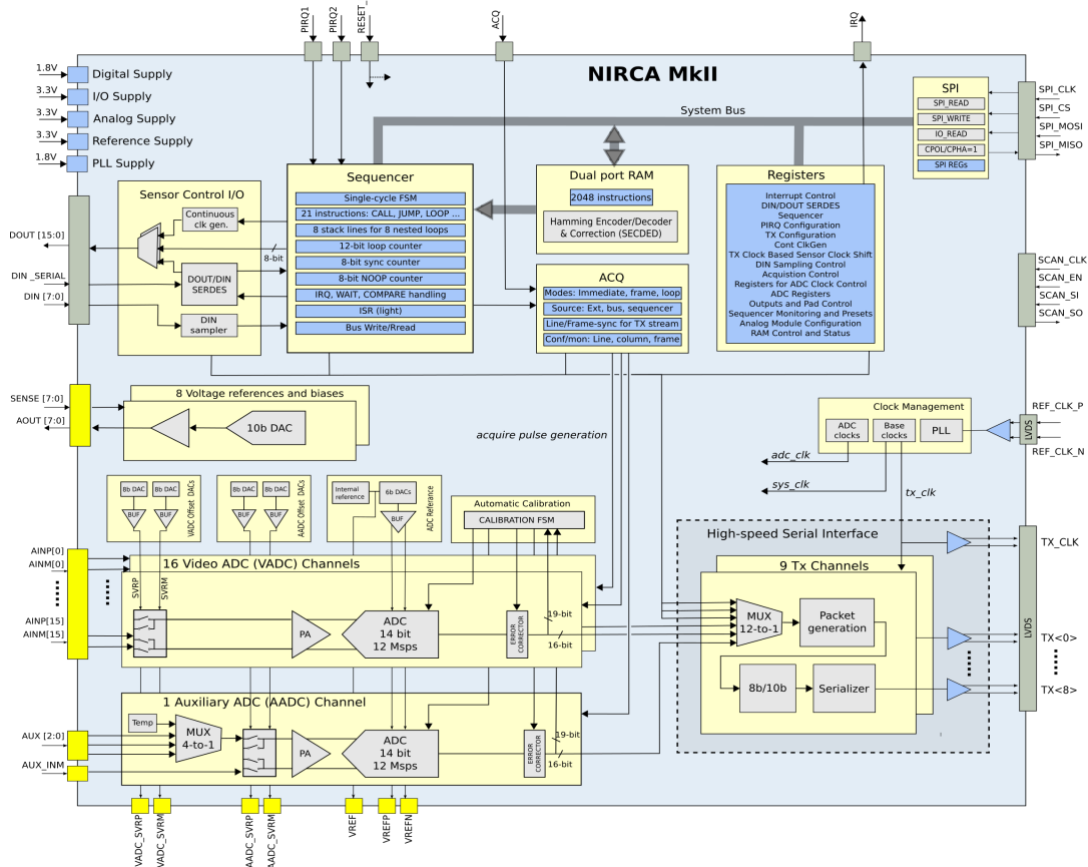 PIRQ1
PIRQ2
RESET_
ACQ
IRQ
NIRCA MkII
1.8V
Digital Supply
3.3V
I/O Supply
3.3V
Analog Supply
3.3V
Reference Supply
1.8V
PLL Supply
System Bus
SPI
SPI_READ
SPI_WRITE
IO_READ
CPOL/CPHA=1
SPI REGs
SPI_CLK
SPI_CS
SPI_MOSI
SPI_MISO
Sensor Control I/O
Continuous
clk gen.
DOUT/DIN
SERDES
DIN
sampler
8-bit
DOUT [15:0]
DIN _SERIAL
DIN [7:0]
Sequencer
Single-cycle FSM
21 instructions: CALL, JUMP, LOOP ...
8 stack lines for 8 nested loops
12-bit loop counter
8-bit sync counter
8-bit NOOP counter
IRQ, WAIT, COMPARE handling
ISR (light)
Bus Write/Rread
Dual port RAM
2048 instructions
Hamming Encoder/Decoder
& Correction (SECDED)
ACQ
Modes: Immediate, frame, loop
Source: Ext, bus, sequencer
Line/Frame-sync for TX stream
Conf/mon: Line, column, frame
Registers
Interrupt Control
DIN/DOUT SERDES
Sequencer
PIRQ Configuration
TX Configuration
Cont ClkGen
TX Clock Based Sensor Clock Shift
DIN Sampling Control
Acquistion Control
Registers for ADC Clock Control
ADC Registers
Outputs and Pad Control
Sequencer Monitoring and Presets
Analog Module Configuration
RAM Control and Status
SCAN_CLK
SCAN_EN
SCAN_SI
SCAN_SO
SENSE [7:0]
AOUT [7:0]
8 Voltage references and biases
10b DAC
acquire pulse generation
Clock Management
ADC
clocks
Base
clocks
PLL
LVDS
REF_CLK_P
REF_CLK_N
adc_clk
sys_clk
tx_clk
8b DAC
8b DAC
BUF
BUF
VADC Offset DACs
8b DAC
8b DAC
BUF
BUF
AADC Offset DACs
Internal
reference
6b DACs
BUF
ADC Referance
Automatic Calibration
CALIBRATION FSM
AINP[0]
AINM[0]
AINP[15]
AINM[15]
16 Video ADC (VADC) Channels
SVRP
SVRM
PA
ADC
14 bit
12 Msps
ERROR
CORRECTOR
19-bit
16-bit
High-speed Serial Interface
9 Tx Channels
MUX
12-to-1
Packet
generation
8b/10b
Serializer
LVDS
TX_CLK
TX<0>
TX<8>
1 Auxiliary ADC (AADC) Channel
Temp
MUX
4-to-1
PA
ADC
14 bit
12 Msps
ERROR
CORRECTOR
19-bit
16-bit
AUX [2:0]
AUX_INM
VADC_SVRP
VADC_SVRM
AADC_SVRP
AADC_SVRM
VREF
VREFP
VREFN